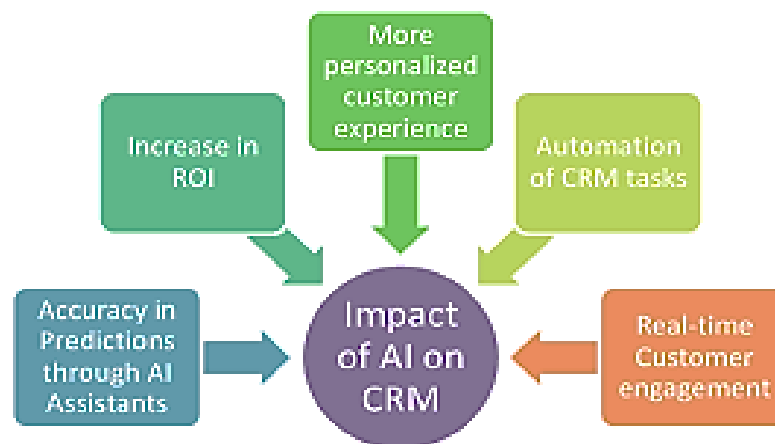 More
personalized
customer
experience
Increase in
ROI
Automation
of CRM tasks
Accuracy in
Predictions
through AI
Assistants
Impact
of AI on
CRM
Real-time
Customer
engagement